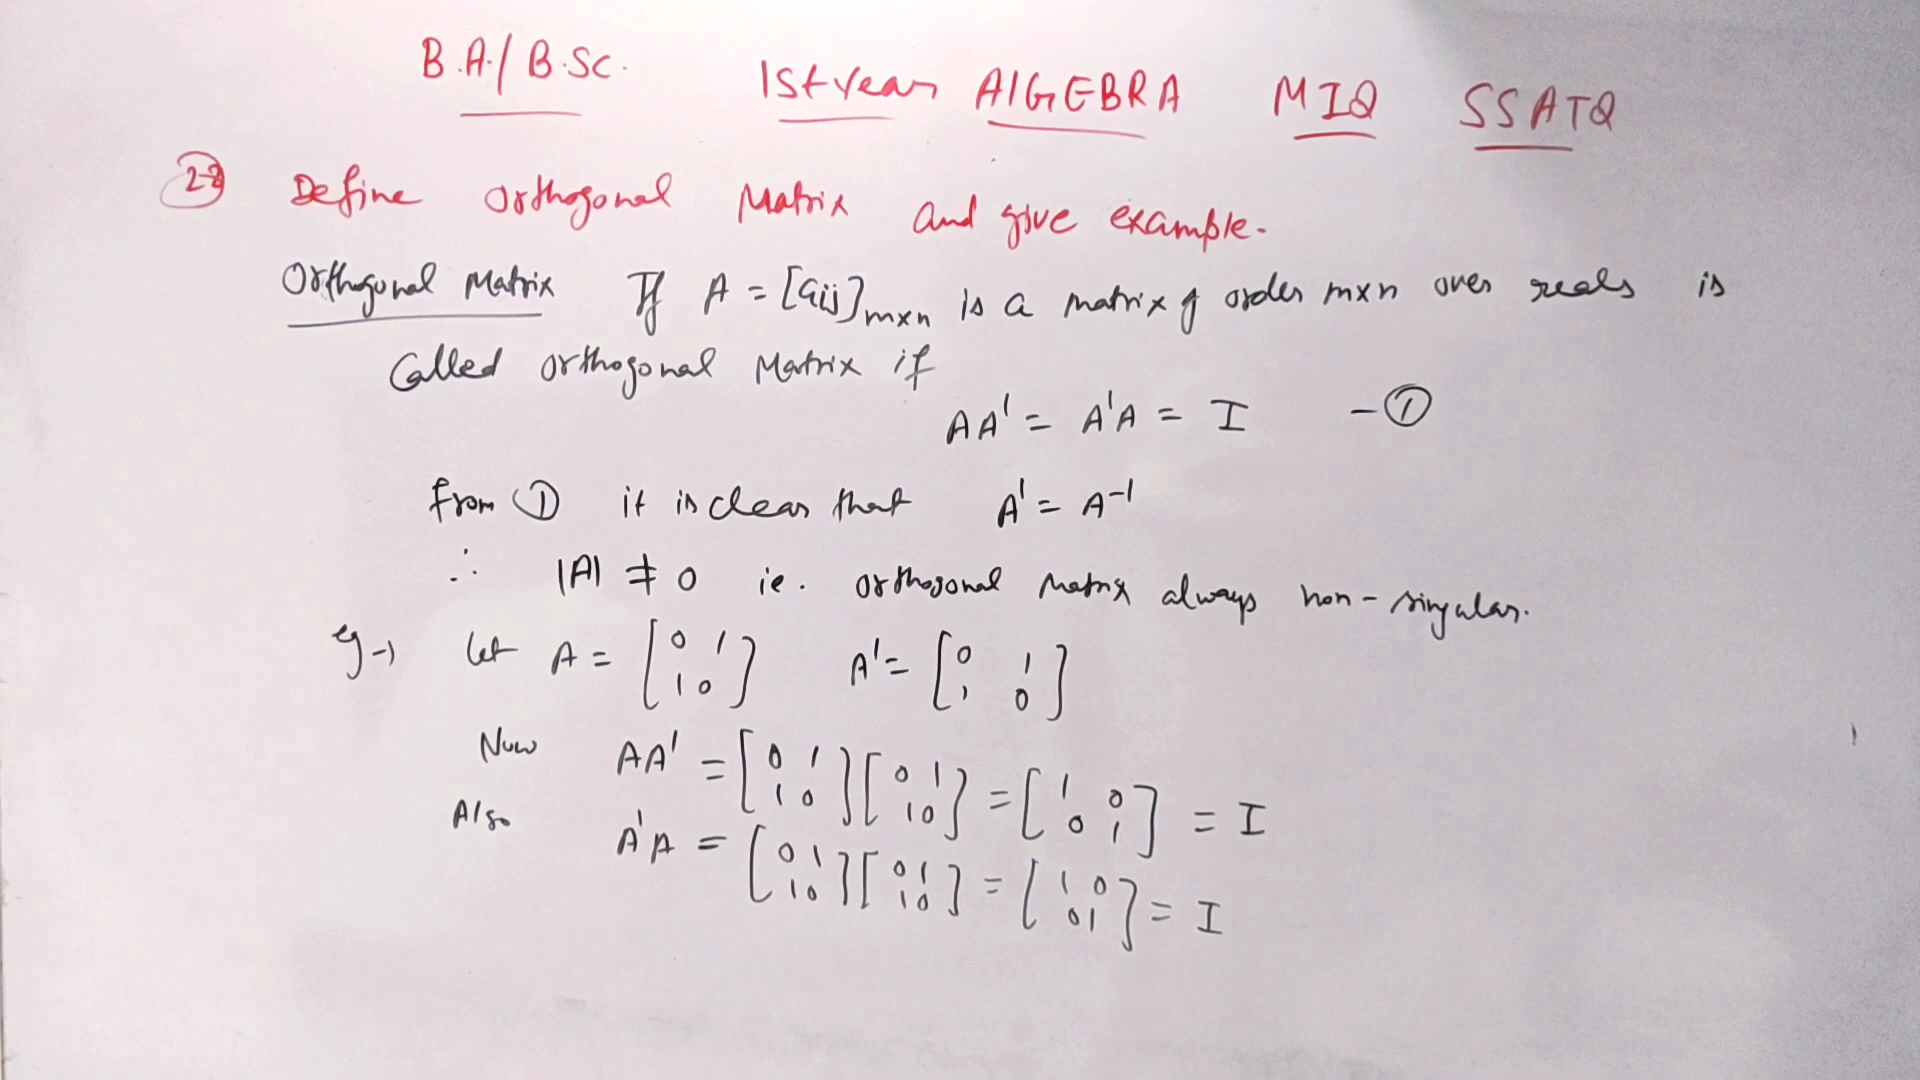 B.A./B.Sc. 1st year AlGEBRA MIQ SSATQ
Define orthogonal Matrix and give example.
Orthogonal Matrix If A = [aij]mxn is a matrix of order mxn over reals is
Called orthogonal Matrix if
AA' = A'A = I - ①
from ① it is clear that A' = A⁻¹
∴ |A| ≠ 0 ie. orthogonal matrix always non-singular.
eg→ let A = [0 1; 1 0] A' = [0 1; 1 0]
Now AA' = [0 1; 1 0] [0 1; 1 0] = [1 0; 0 1] = I
Also A'A = [0 1; 1 0] [0 1; 1 0] = [1 0; 0 1] = I